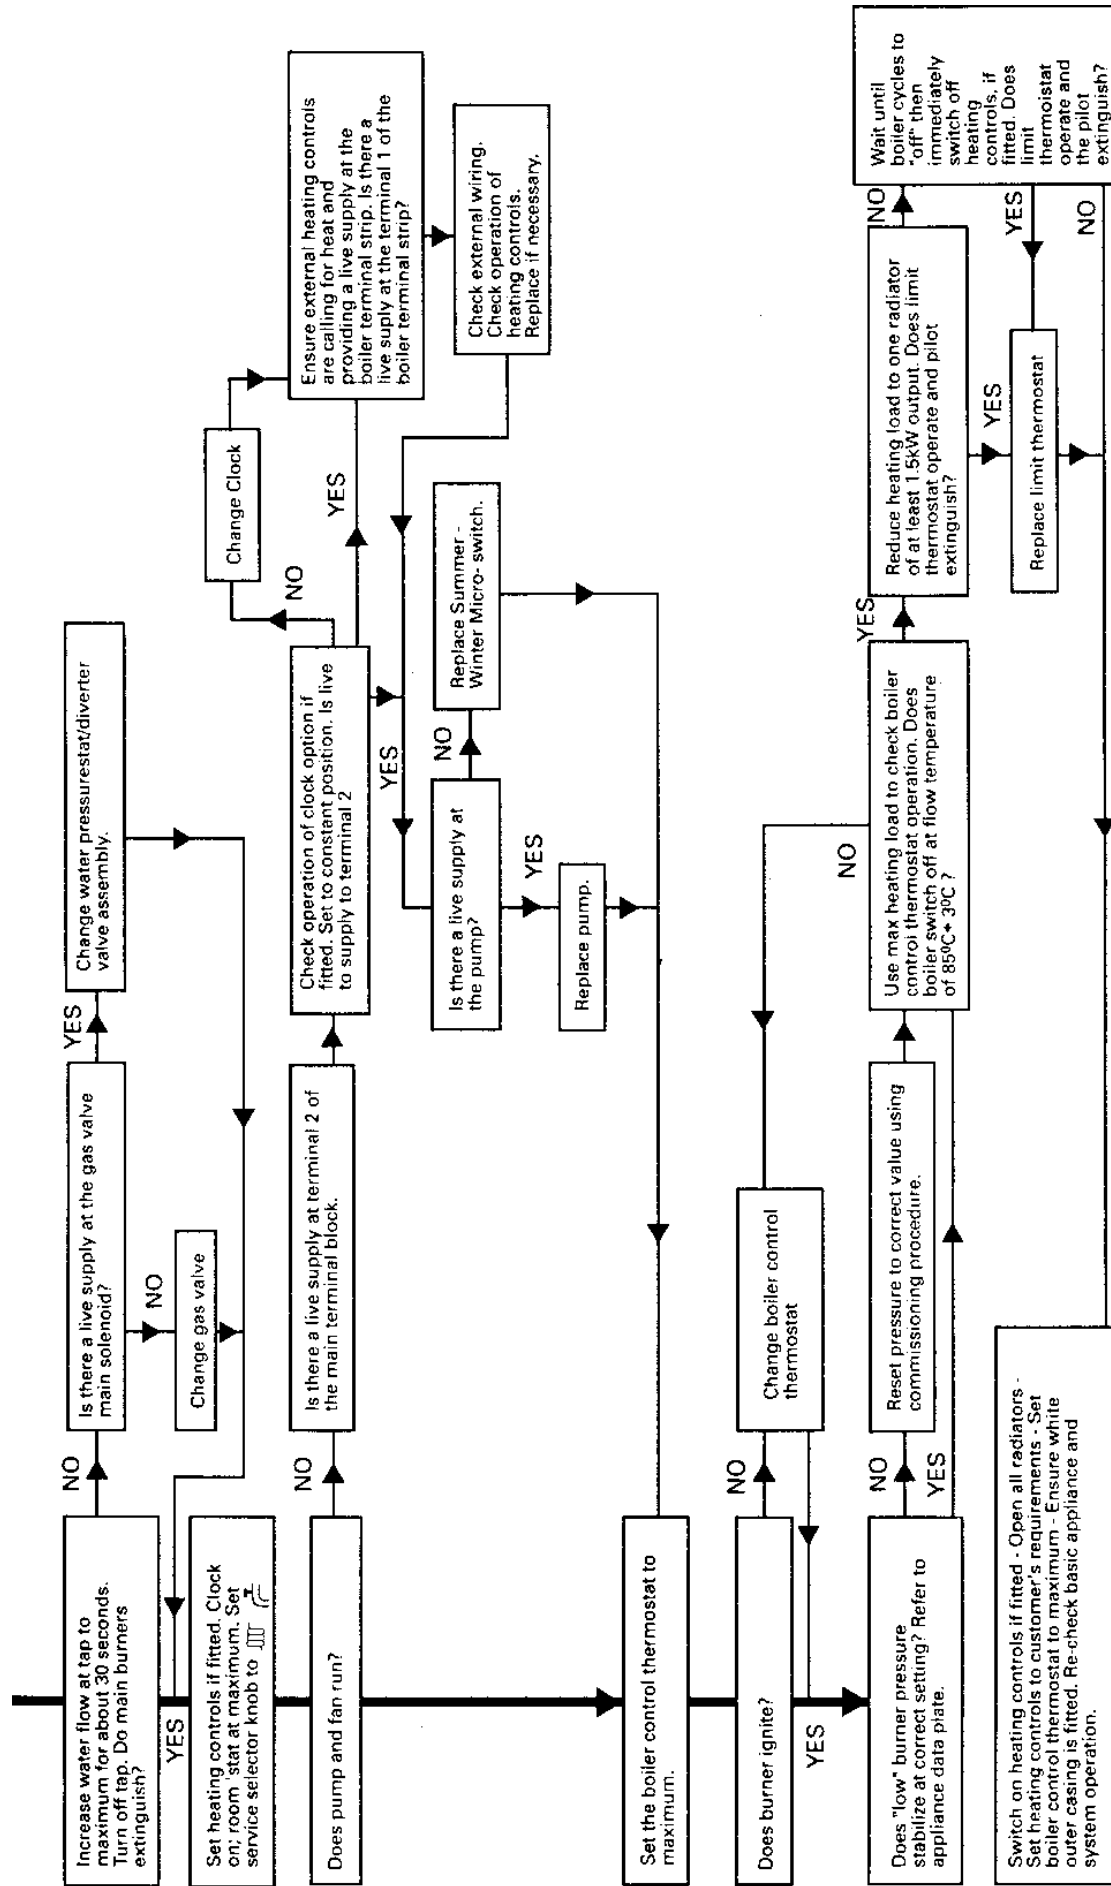 Increase water flow at tap to
maximum for about 30 seconds.
Turn off tap. Do main burners
extinguish?
NO
Is there a live supply at the gas valve
main solenoid?
YES
Change water pressurestat/diverter
valve assembly.
NO
Change gas valve
YES
Set heating controls if fitted. Clock
on; room 'stat at maximum. Set
service selector knob to
Does pump and fan run?
NO
Is there a live supply at terminal 2 of
the main terminal block.
Check operation of clock option if
fitted. Set to constant position. Is live
to supply to terminal 2
NO
Change Clock
YES
Ensure external heating controls
are calling for heat and
providing a live supply at the
boiler terminal strip. Is there a
live suply at the terminal 1 of the
boiler terminal strip?
Check external wiring.
Check operation of
heating controls.
Replace if necessary.
YES
Is there a live supply at
the pump?
NO
Replace Summer -
Winter Micro- switch.
YES
Replace pump.
Set the boiler control thermostat to
maximum.
Does burner ignite?
NO
Change boiler control
thermostat
YES
Does "low" burner pressure
stabilize at correct setting? Refer to
appliance data plate.
NO
Reset pressure to correct value using
commissioning procedure.
YES
Use max heating load to check boiler
control thermostat operation. Does
boiler switch off at flow temperature
of 85⁰C+ 3⁰C ?
NO
YES
Reduce heating load to one radiator
of at least 1.5kW output. Does limit
thermostat operate and pilot
extinguish?
NO
Wait until
boiler cycles to
"off" then
immediately
switch off
heating
controls, if
fitted. Does
limit
thermoistat
operate and
the pilot
extinguish?
YES
Replace limit thermostat
YES
NO
Switch on heating controls if fitted - Open all radiators -
Set heating controls to customer's requirements - Set
boiler control thermostat to maximum - Ensure white
outer casing is fitted. Re-check basic appliance and
system operation.